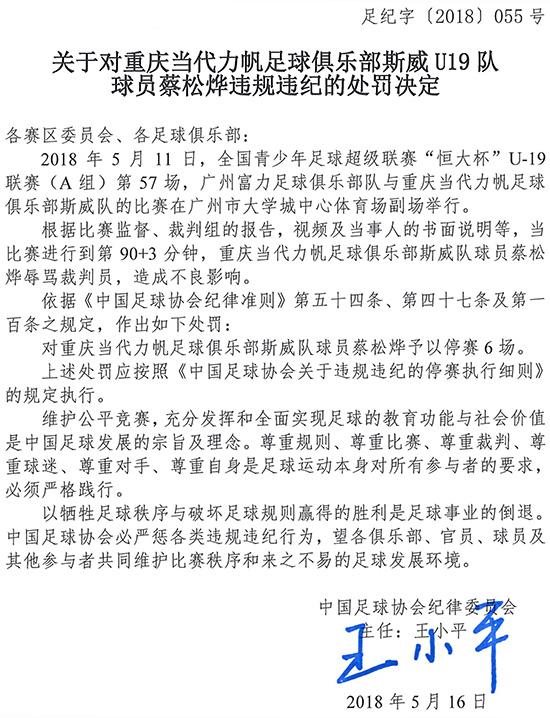 足纪字〔2018〕055号
关于对重庆当代力帆足球俱乐部斯威U19队
球员蔡松烨违规违纪的处罚决定
各赛区委员会、各足球俱乐部：
2018年5月11日，全国青少年足球超级联赛“恒大杯”U-19
联赛（A组）第57场，广州富力足球俱乐部队与重庆当代力帆足球
俱乐部斯威队的比赛在广州市大学城中心体育场副场举行。
根据比赛监督、裁判组的报告，视频及当事人的书面说明等，当
比赛进行到第90+3分钟，重庆当代力帆足球俱乐部斯威队球员蔡松
烨辱骂裁判员，造成不良影响。
依据《中国足球协会纪律准则》第五十四条、第四十七条及第一
百条之规定，作出如下处罚：
对重庆当代力帆足球俱乐部斯威队球员蔡松烨予以停赛6场。
上述处罚应按照《中国足球协会关于违规违纪的停赛执行细则》
的规定执行。
维护公平竞赛，充分发挥和全面实现足球的教育功能与社会价值
是中国足球发展的宗旨及理念。尊重规则、尊重比赛、尊重裁判、尊
重球迷、尊重对手、尊重自身是足球运动本身对所有参与者的要求，
必须严格践行。
以牺牲足球秩序与破坏足球规则赢得的胜利是足球事业的倒退。
中国足球协会必严惩各类违规违纪行为，望各俱乐部、官员、球员及
其他参与者共同维护比赛秩序和来之不易的足球发展环境。
中国足球协会纪律委员会
主任：王小平
王小平
2018年5月16日